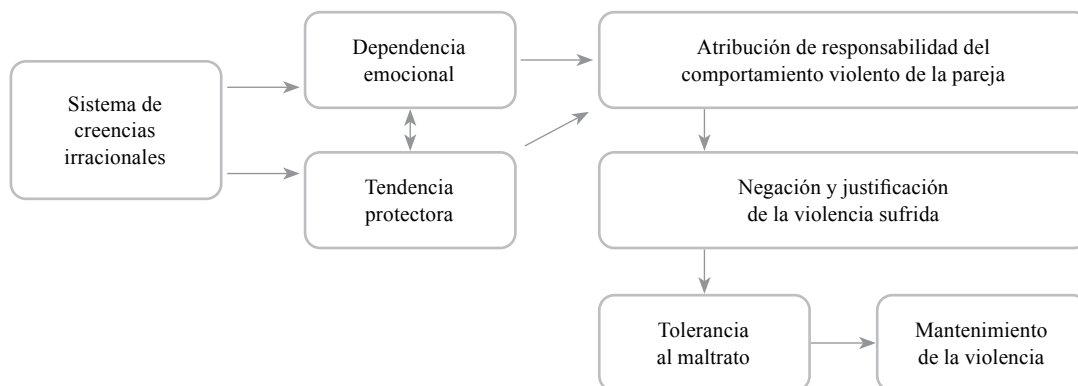 Sistema de
creencias
irracionales
Dependencia
emocional
Tendencia
protectora
Atribución de responsabilidad del
comportamiento violento de la pareja
Negación y justificación
de la violencia sufrida
Tolerancia
al maltrato
Mantenimiento
de la violencia